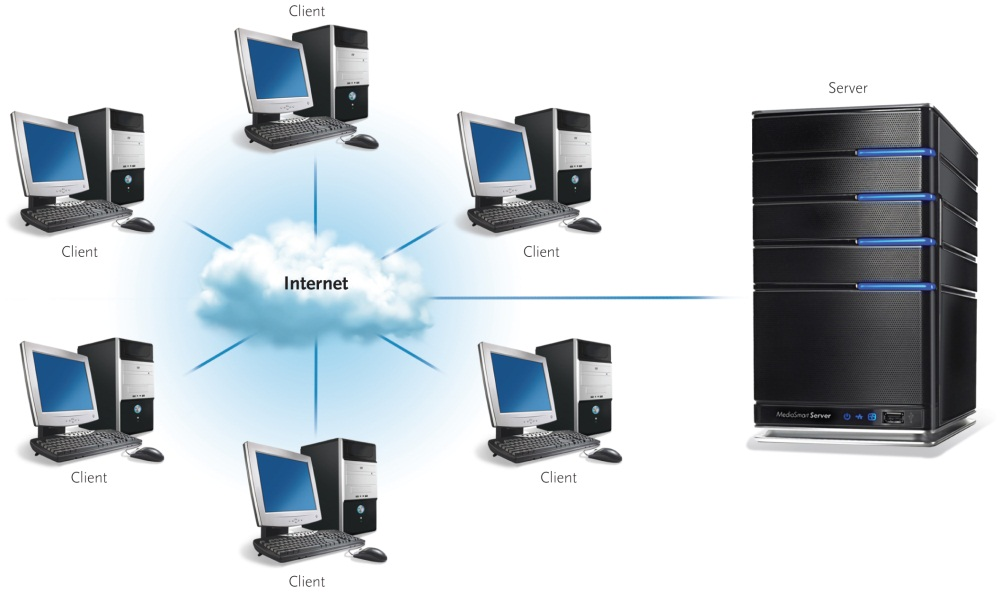 Client
Server
Client
Client
Internet
MediaSmart Server
Client
Client
Client